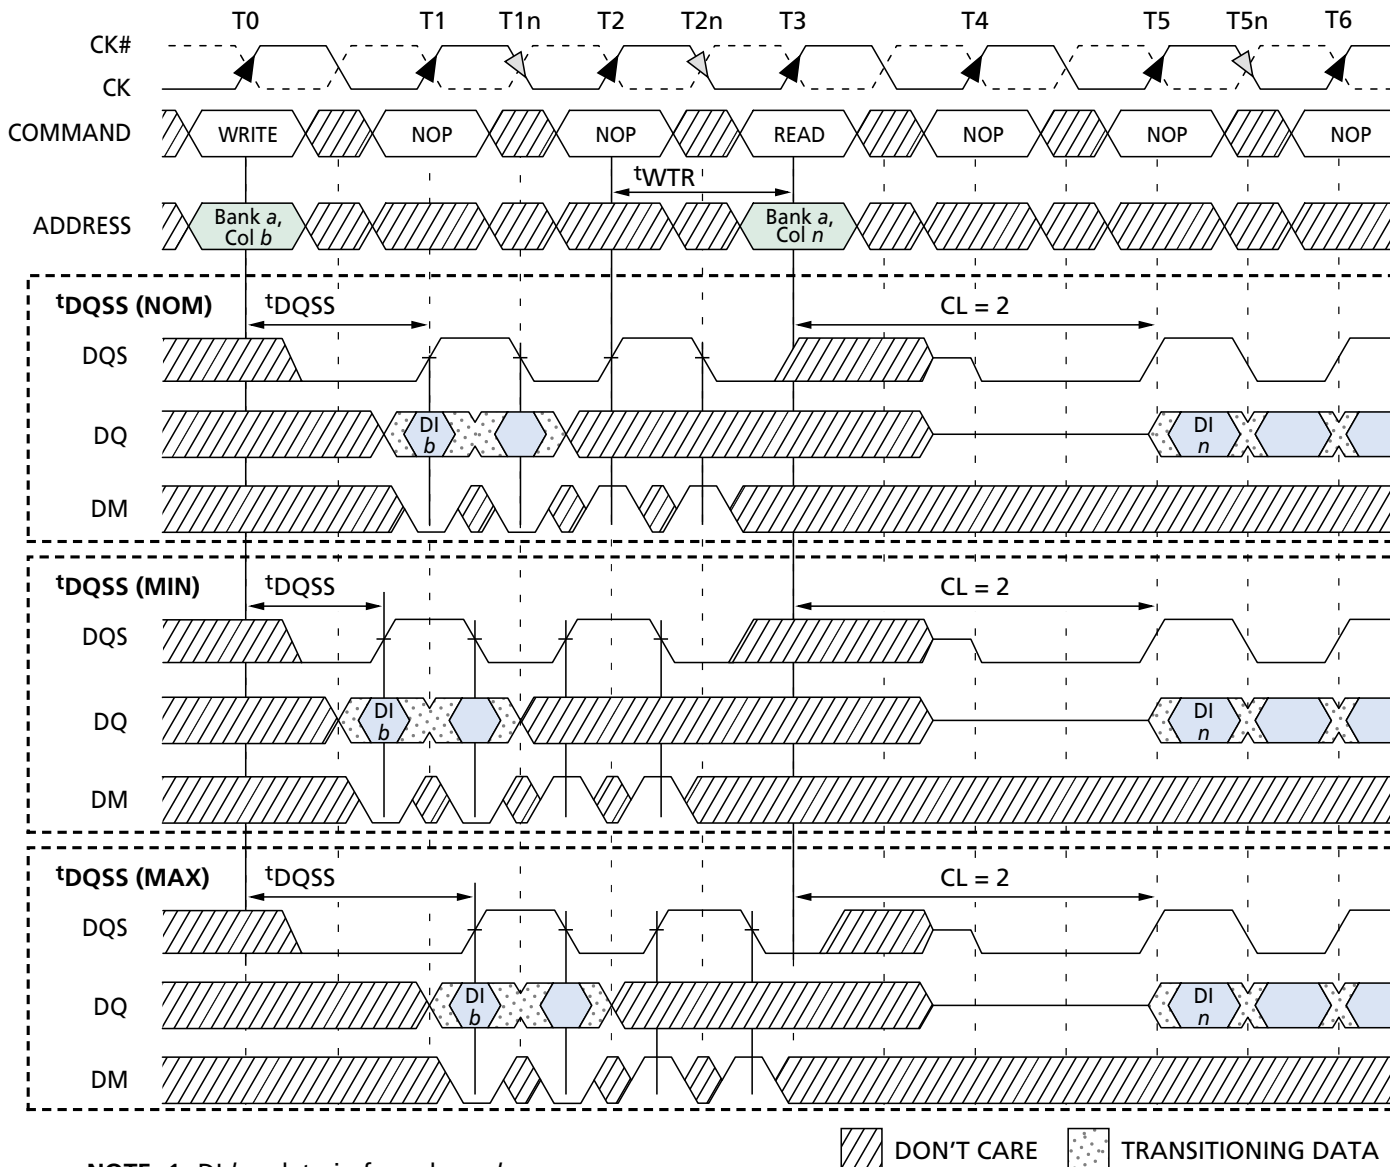 T0 T1 T1n T2 T2n T3 T4 T5 T5n T6
CK#
CK
COMMAND WRITE NOP NOP READ NOP NOP NOP
tWTR
ADDRESS Bank a, Col b Bank a, Col n
tDQSS (NOM) tDQSS CL = 2
DQS
DQ DI b DI n
DM
tDQSS (MIN) tDQSS CL = 2
DQS
DQ DI b DI n
DM
tDQSS (MAX) tDQSS CL = 2
DQS
DQ DI b DI n
DM
DON'T CARE TRANSITIONING DATA